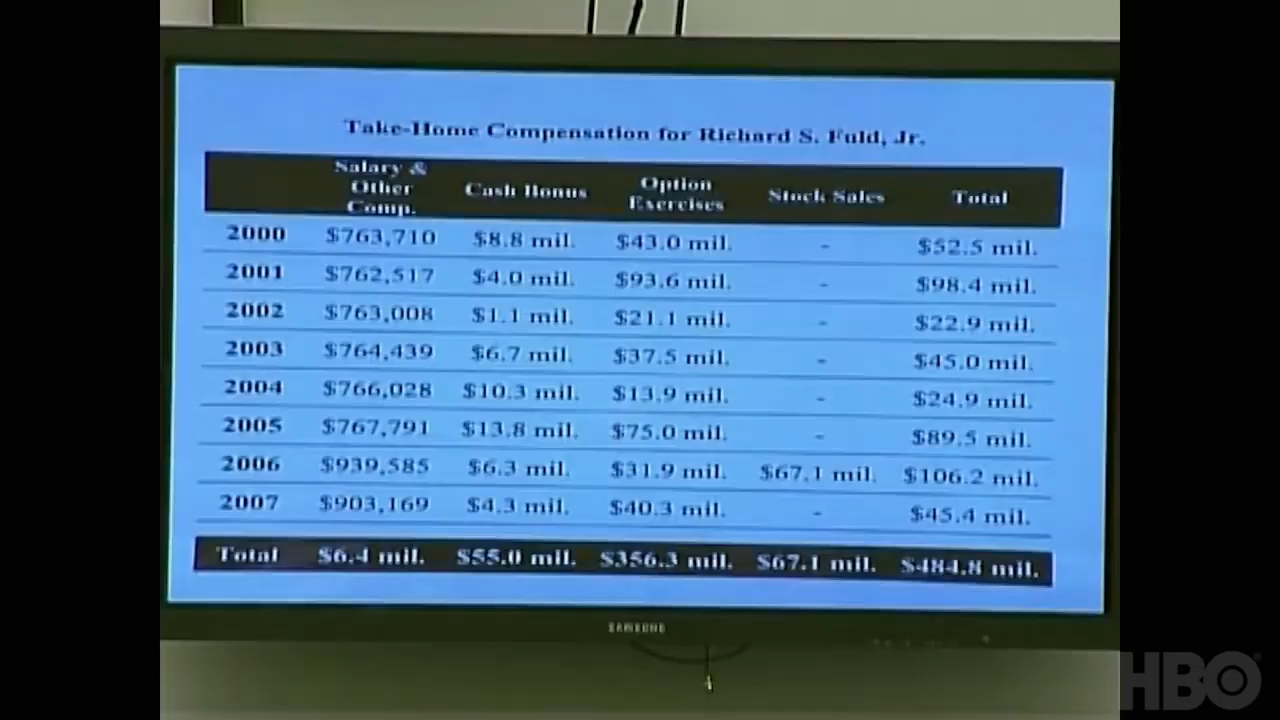 Take-Home Compensation for Richard S. Fuld, Jr.
Salary & Other Comp. Cash Bonus Option Exercises Stock Sales Total
2000 $763,710 $8.8 mil. $43.0 mil. - $52.5 mil.
2001 $762,517 $4.0 mil. $93.6 mil. - $98.4 mil.
2002 $763,008 $1.1 mil. $21.1 mil. - $22.9 mil.
2003 $764,439 $6.7 mil. $37.5 mil. - $45.0 mil.
2004 $766,028 $10.3 mil. $13.9 mil. - $24.9 mil.
2005 $767,791 $13.8 mil. $75.0 mil. - $89.5 mil.
2006 $939,585 $6.3 mil. $31.9 mil. $67.1 mil. $106.2 mil.
2007 $903,169 $4.3 mil. $40.3 mil. - $45.4 mil.
Total $6.4 mil. $55.0 mil. $356.3 mil. $67.1 mil. $484.8 mil.
SAMSUNG
HBO